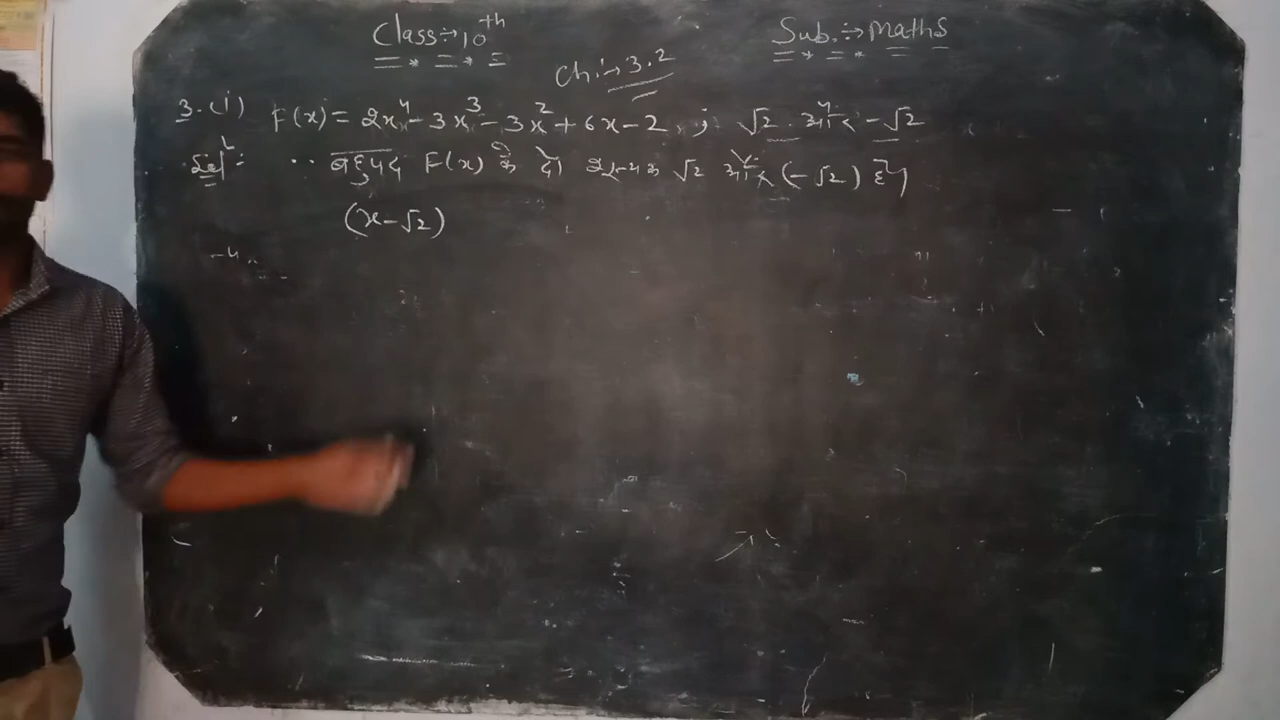 Class:→10th Sub.:→Maths
Ch:→3.2
3.(i) F(x) = 2x⁴ - 3x³ - 3x² + 6x - 2 ; √2 और -√2
∵ बहुपद F(x) के दो शून्यक √2 और (-√2) हैं
(x-√2)